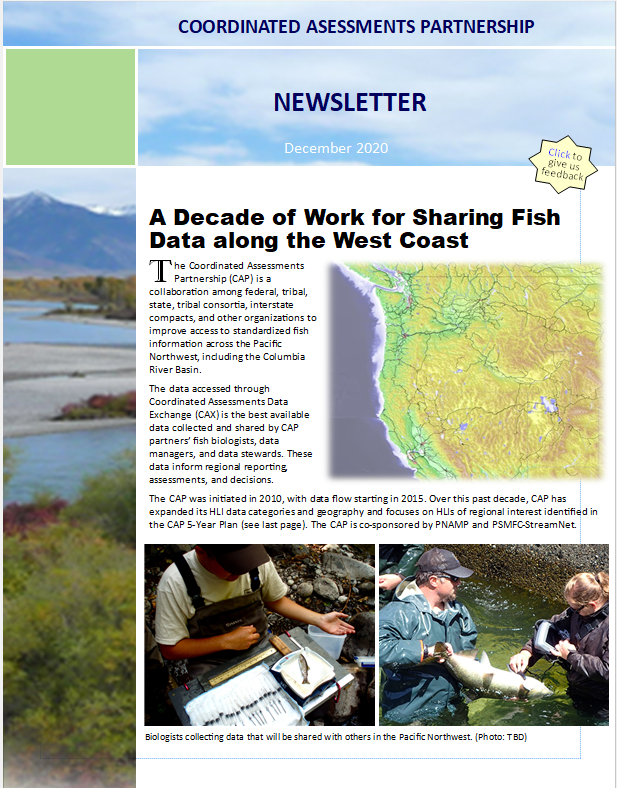 COORDINATED ASESSMENTS PARTNERSHIP
NEWSLETTER
December 2020
Click to
give us
feedback
A Decade of Work for Sharing Fish
Data along the West Coast
The Coordinated Assessments
Partnership (CAP) is a
collaboration among federal, tribal,
state, tribal consortia, interstate
compacts, and other organizations to
improve access to standardized fish
information across the Pacific
Northwest, including the Columbia
River Basin.
The data accessed through
Coordinated Assessments Data
Exchange (CAX) is the best available
data collected and shared by CAP
partners' fish biologists, data
managers, and data stewards. These
data inform regional reporting,
assessments, and decisions.
The CAP was initiated in 2010, with data flow starting in 2015. Over this past decade, CAP has
expanded its HLI data categories and geography and focuses on HLIs of regional interest identified in
the CAP 5-Year Plan (see last page). The CAP is co-sponsored by PNAMP and PSMFC-StreamNet.
Biologists collecting data that will be shared with others in the Pacific Northwest. (Photo: TBD)